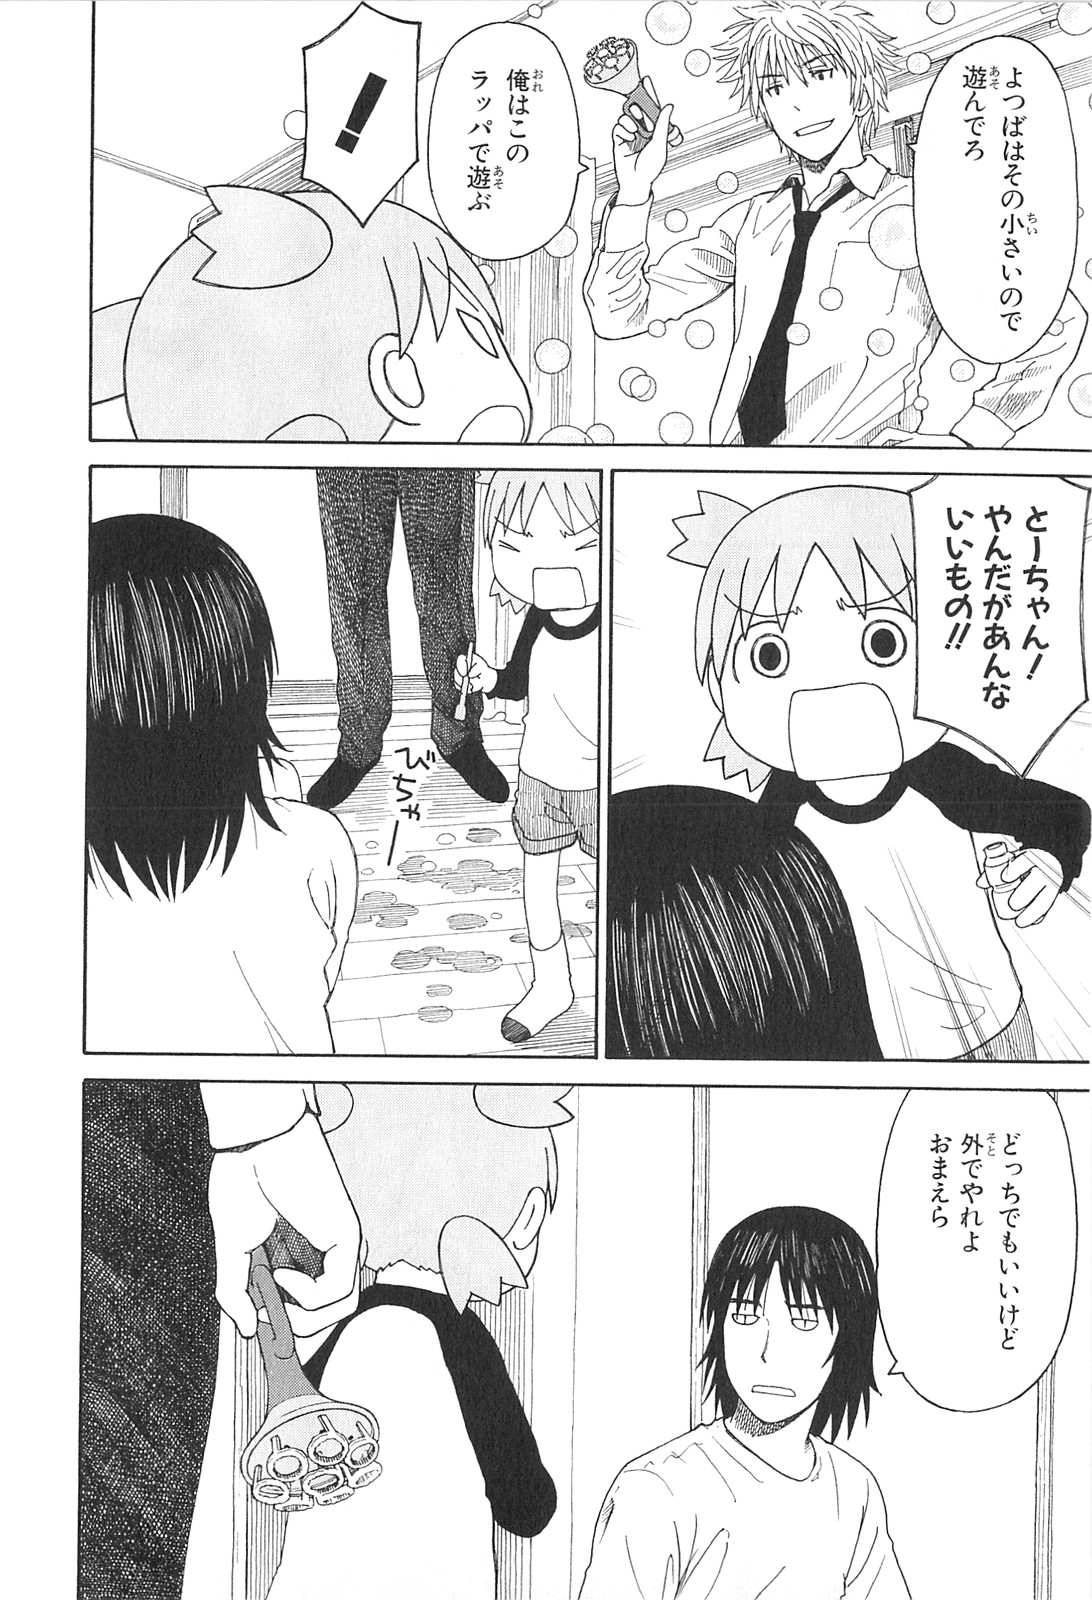 よつばはその小さいので
遊んでろ
俺はこの
ラッパで遊ぶ
！
とーちゃん！
やんだがあんな
いいもの!!
びちゃー
どっちでもいいけど
外でやれよ
おまえら